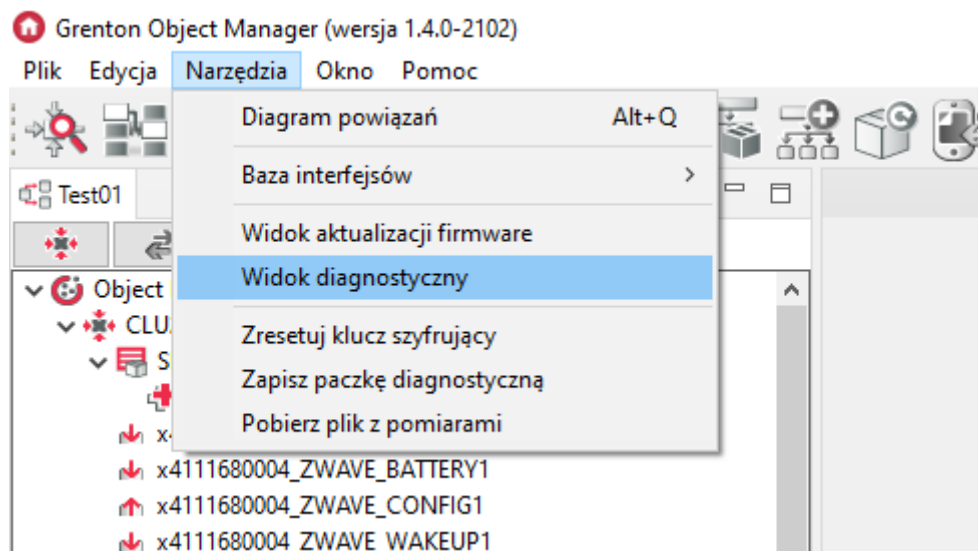 Grenton Object Manager (wersja 1.4.0-2102)
Plik Edycja Narzędzia Okno Pomoc
Diagram powiązań Alt+Q
Baza interfejsów
Test01
Widok aktualizacji firmware
Widok diagnostyczny
Object
CLU
Zresetuj klucz szyfrujący
S
Zapisz paczkę diagnostyczną
Pobierz plik z pomiarami
x4111680004_ZWAVE_BATTERY1
x4111680004_ZWAVE_CONFIG1
x4111680004_ZWAVE_WAKEUP1